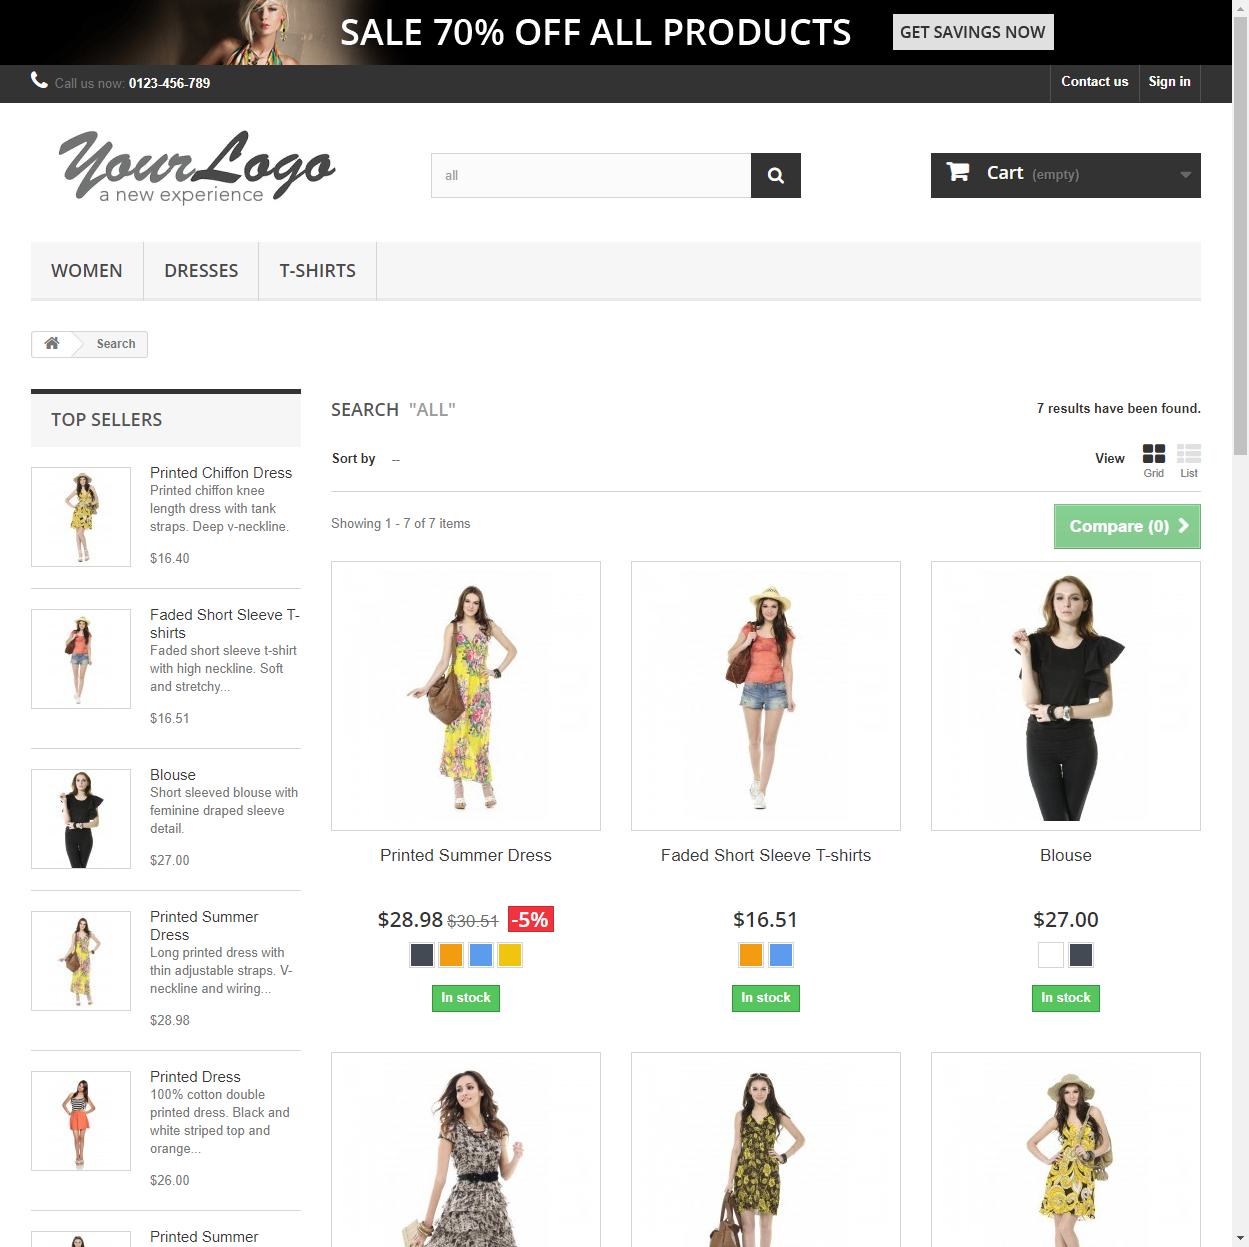 SALE 70% OFF ALL PRODUCTS
GET SAVINGS NOW
Call us now: 0123-456-789
Contact us
Sign in
YourLogo
a new experience
all
Cart (empty)
WOMEN
DRESSES
T-SHIRTS
Search
TOP SELLERS
Printed Chiffon Dress
Printed chiffon knee
length dress with tank
straps. Deep v-neckline.
$16.40
Faded Short Sleeve T-
shirts
Faded short sleeve t-shirt
with high neckline. Soft
and stretchy...
$16.51
Blouse
Short sleeved blouse with
feminine draped sleeve
detail.
$27.00
Printed Summer
Dress
Long printed dress with
thin adjustable straps. V-
neckline and wiring...
$28.98
Printed Dress
100% cotton double
printed dress. Black and
white striped top and
orange...
$26.00
Printed Summer
SEARCH "ALL"
7 results have been found.
Sort by --
View
Grid
List
Showing 1 - 7 of 7 items
Compare (0)
Printed Summer Dress
$28.98 $30.51 -5%
In stock
Faded Short Sleeve T-shirts
$16.51
In stock
Blouse
$27.00
In stock